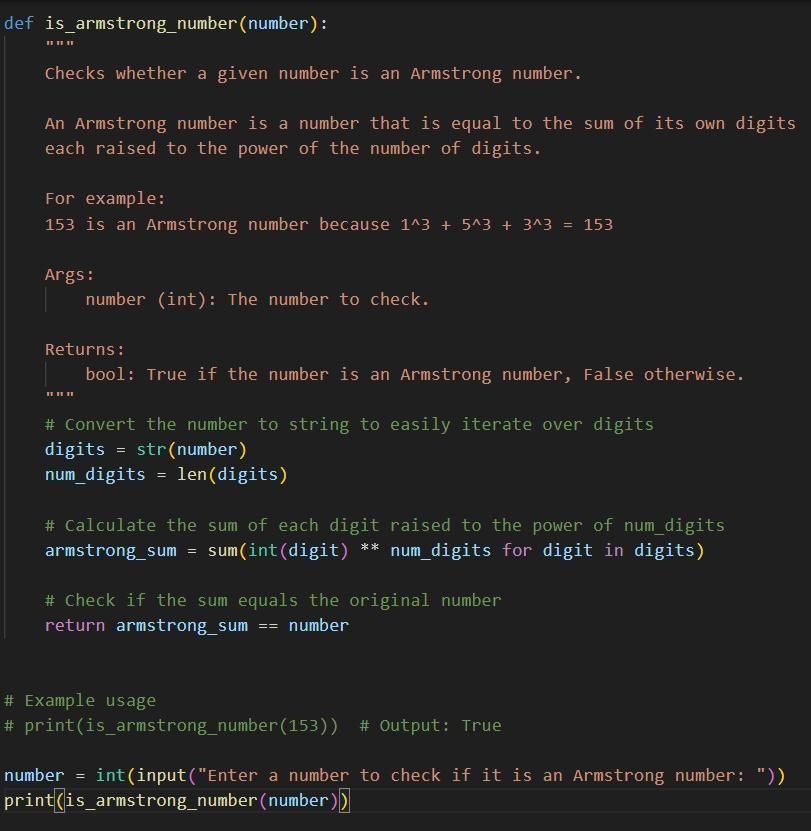 def is_armstrong_number(number):
    """
    Checks whether a given number is an Armstrong number.

    An Armstrong number is a number that is equal to the sum of its own digits
    each raised to the power of the number of digits.

    For example:
    153 is an Armstrong number because 1^3 + 5^3 + 3^3 = 153

    Args:
        number (int): The number to check.

    Returns:
        bool: True if the number is an Armstrong number, False otherwise.
    """
    # Convert the number to string to easily iterate over digits
    digits = str(number)
    num_digits = len(digits)

    # Calculate the sum of each digit raised to the power of num_digits
    armstrong_sum = sum(int(digit) ** num_digits for digit in digits)

    # Check if the sum equals the original number
    return armstrong_sum == number


# Example usage
# print(is_armstrong_number(153))  # Output: True

number = int(input("Enter a number to check if it is an Armstrong number: "))
print(is_armstrong_number(number))